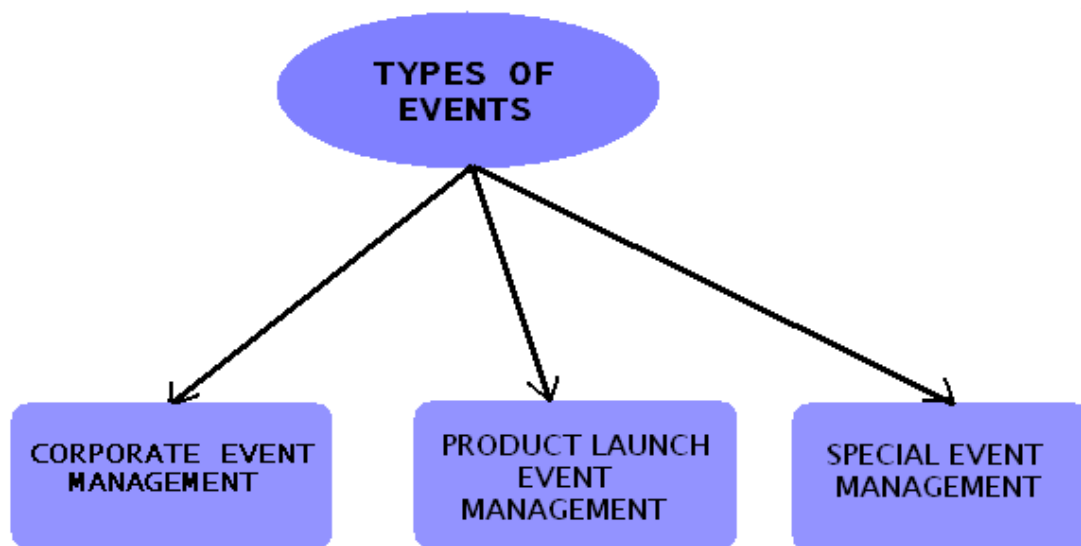 TYPES OF
EVENTS
CORPORATE EVENT
MANAGEMENT
PRODUCT LAUNCH
EVENT
MANAGEMENT
SPECIAL EVENT
MANAGEMENT